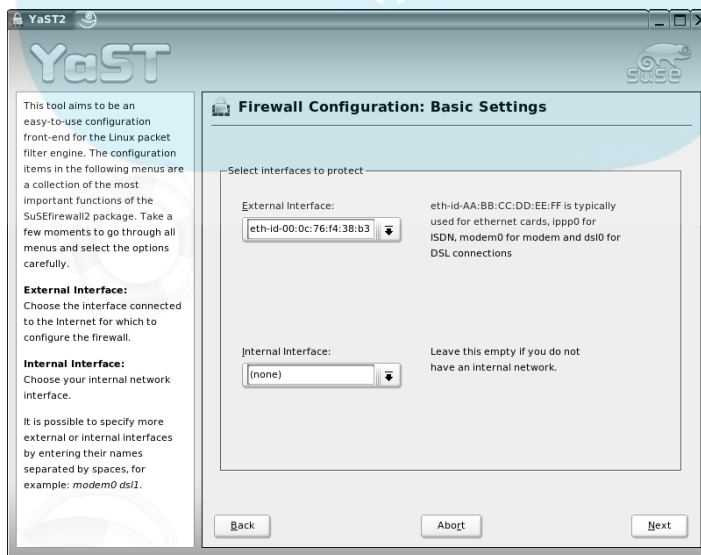 YaST2
YaST
SuSE
This tool aims to be an
easy-to-use configuration
front-end for the Linux packet
filter engine. The configuration
items in the following menus are
a collection of the most
important functions of the
SuSEfirewall2 package. Take a
few moments to go through all
menus and select the options
carefully.
External Interface:
Choose the interface connected
to the Internet for which to
configure the firewall.
Internal Interface:
Choose your internal network
interface.
It is possible to specify more
external or internal interfaces
by entering their names
separated by spaces, for
example: modem0 dsl1.
Firewall Configuration: Basic Settings
Select interfaces to protect
External Interface:
eth-id-00:0c:76:f4:38:b3
eth-id-AA:BB:CC:DD:EE:FF is typically
used for ethernet cards, ippp0 for
ISDN, modem0 for modem and dsl0 for
DSL connections
Internal Interface:
(none)
Leave this empty if you do not
have an internal network.
Back
Abort
Next